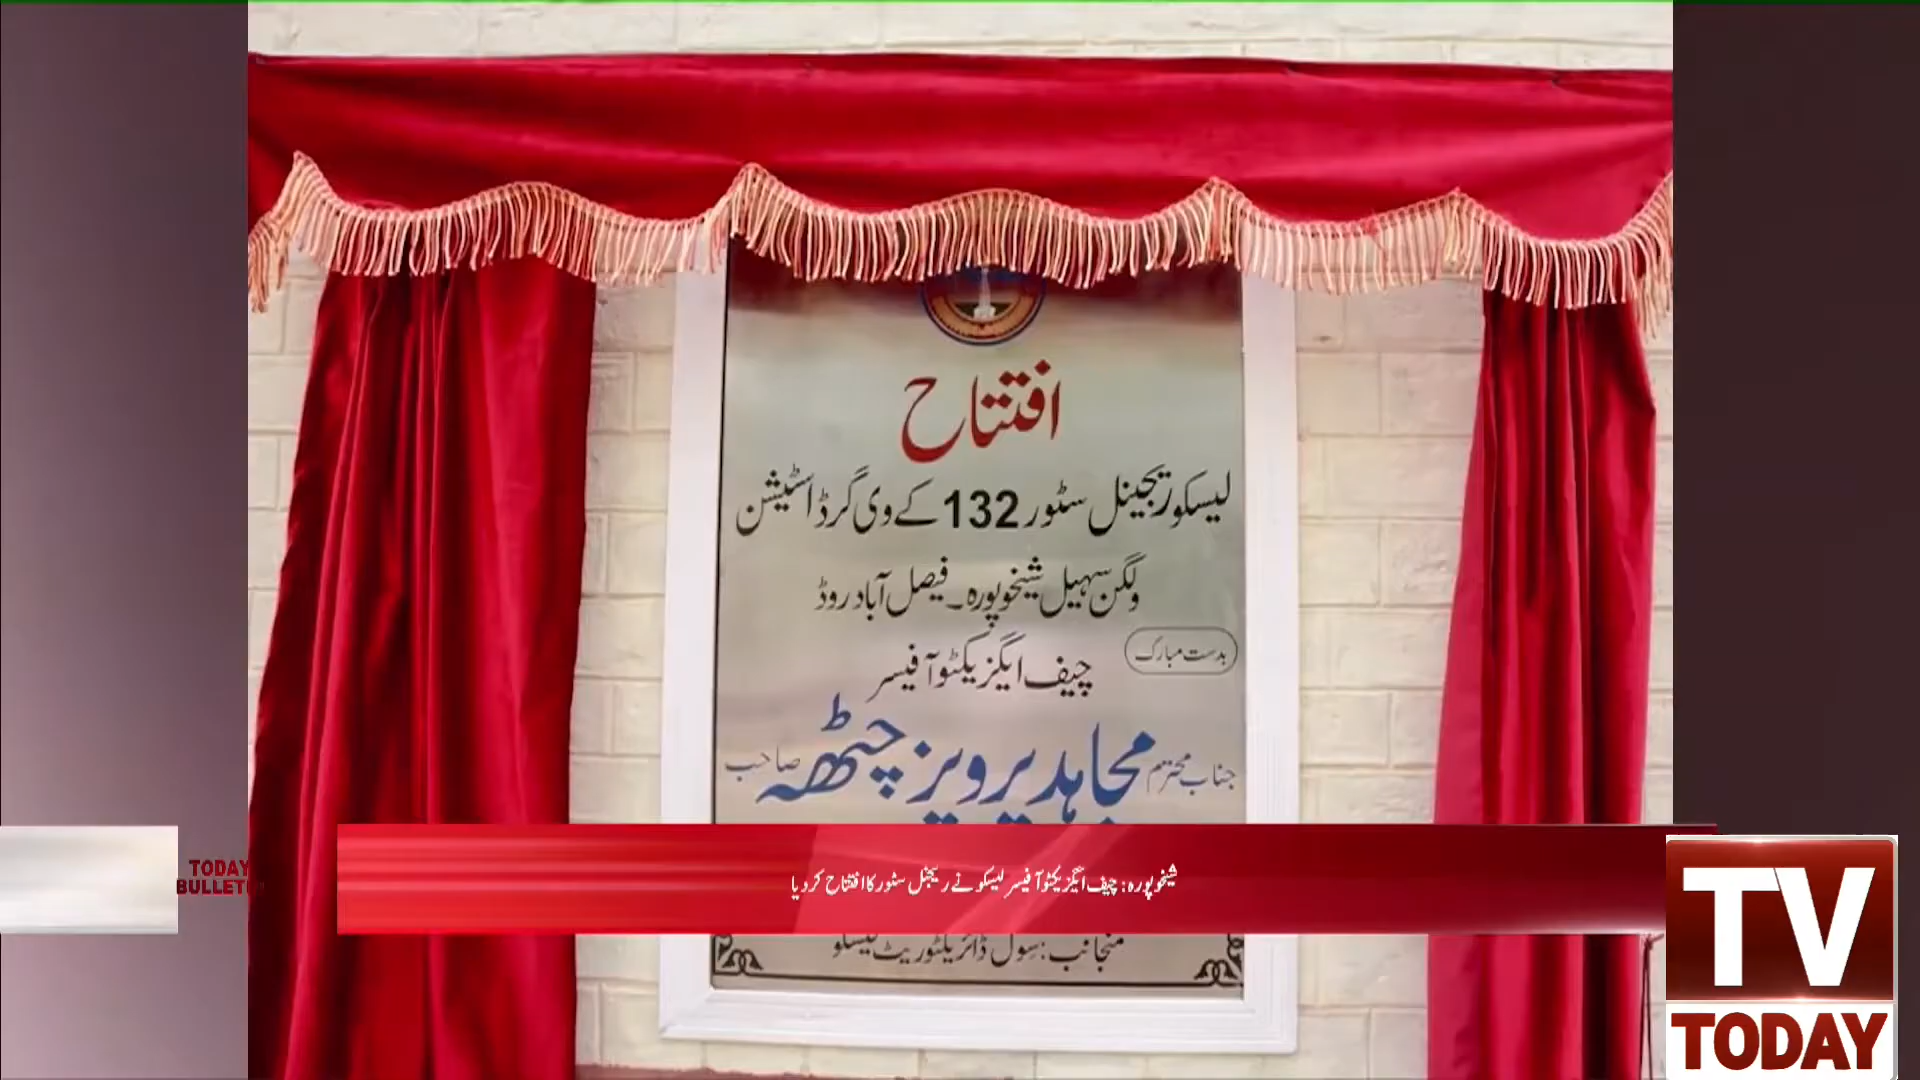 افتتاح
لیسکو ریجینل سٹور 132 کے وی گرڈ اسٹیشن
ولگن سہیل شیخوپورہ۔ فیصل آباد روڈ
بدست مبارک
چیف ایگزیکٹو آفیسر
جناب محترم مجاہد پرویز چٹھہ صاحب
TODAY
BULLET
شیخوپورہ: چیف ایگزیکٹو آفیسر لیسکو نے ریجنل سٹور کا افتتاح کر دیا
منجانب: سول ڈائریکٹوریٹ لیسکو
TV
TODAY